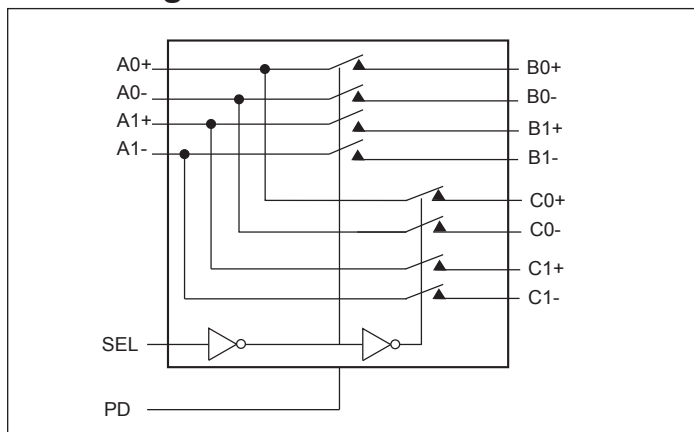 A0+
A0-
A1+
A1-
B0+
B0-
B1+
B1-
C0+
C0-
C1+
C1-
SEL
PD